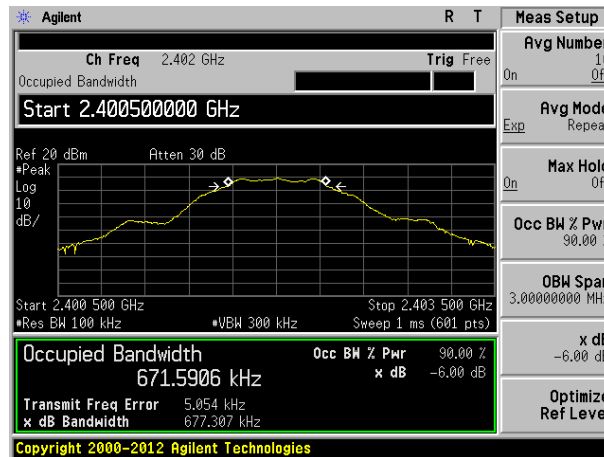 Agilent R T
Ch Freq 2.402 GHz Trig Free
Occupied Bandwidth
Start 2.400500000 GHz
Ref 20 dBm Atten 30 dB
#Peak
Log
10
dB/
Start 2.400 500 GHz Stop 2.403 500 GHz
#Res BW 100 kHz #VBW 300 kHz Sweep 1 ms (601 pts)
Occupied Bandwidth Occ BW % Pwr 90.00 %
671.5906 kHz x dB -6.00 dB
Transmit Freq Error 5.054 kHz
x dB Bandwidth 677.307 kHz
Copyright 2000-2012 Agilent Technologies
Meas Setup
Avg Number
1
On Of
Avg Mode
Exp Repea
Max Hold
On Of
Occ BW % Pwr
90.00
OBW Span
3.00000000 MH
x dB
-6.00 d
Optimize
Ref Leve